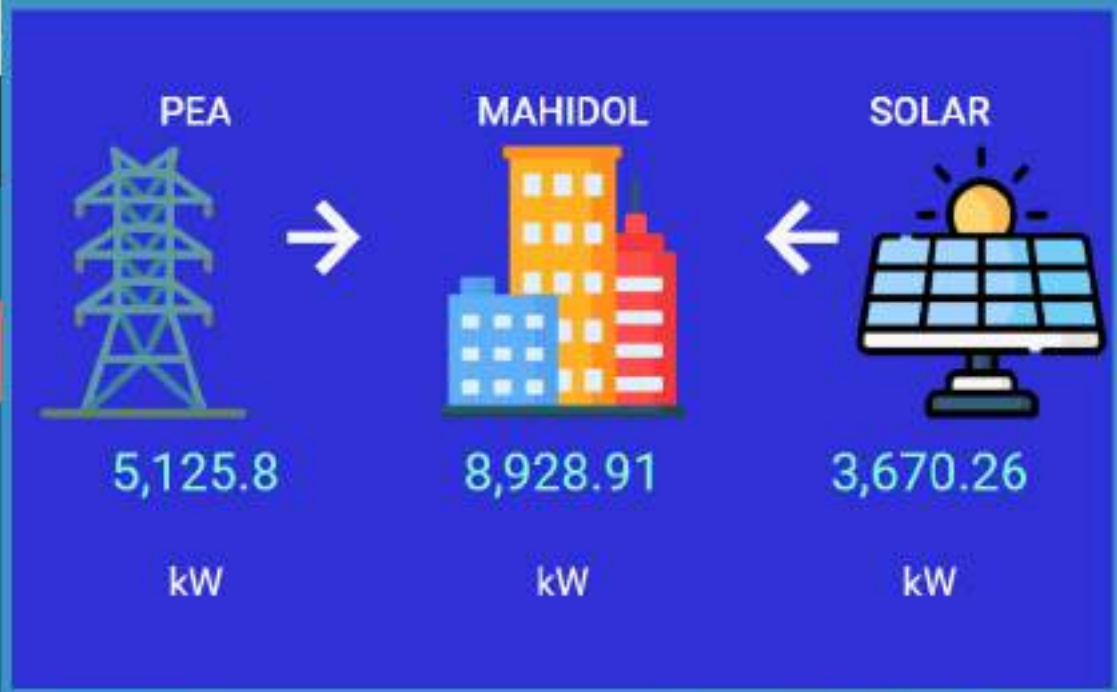 PEA
MAHIDOL
SOLAR
5,125.8
8,928.91
3,670.26
kW
kW
kW